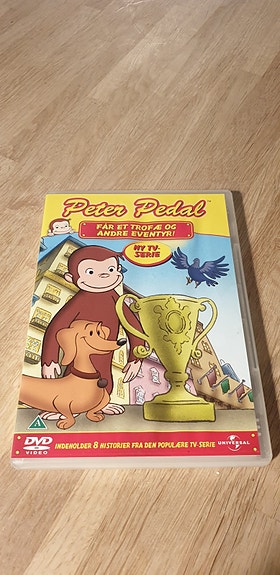 Peter Pedal™
FÅR ET TROFÆ OG
ANDRE EVENTYR!
NY TV-
SERIE
A
DVD
VIDEO
INDEHOLDER 8 HISTORIER FRA DEN POPULÆRE TV-SERIE
UNIVERSAL